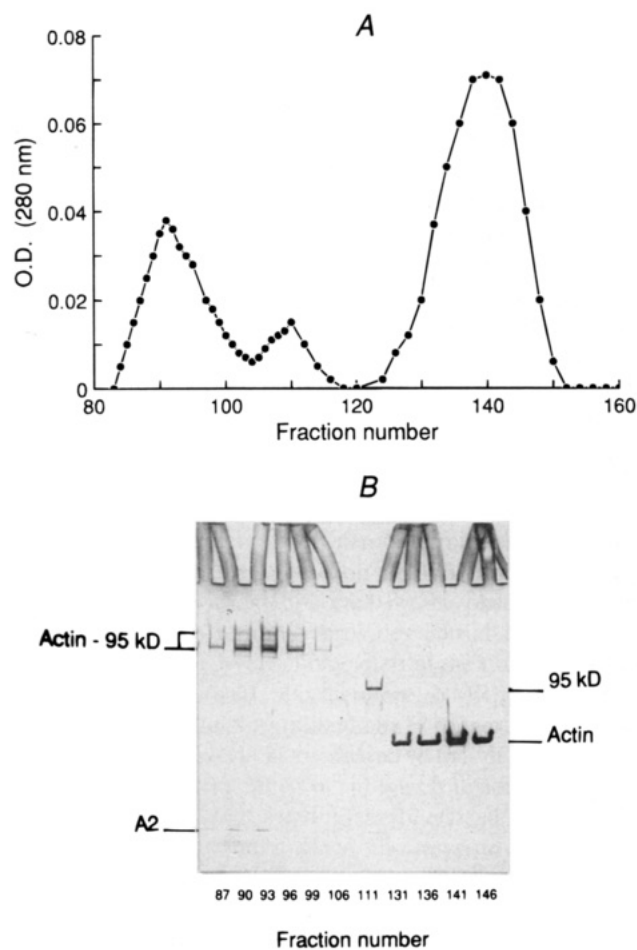 A
0.08
0.06
0.04
0.02
0
O.D. (280 nm)
80 100 120 140 160
Fraction number
B
Actin - 95 kD
95 kD
Actin
A2
87 90 93 96 99 106 111 131 136 141 146
Fraction number